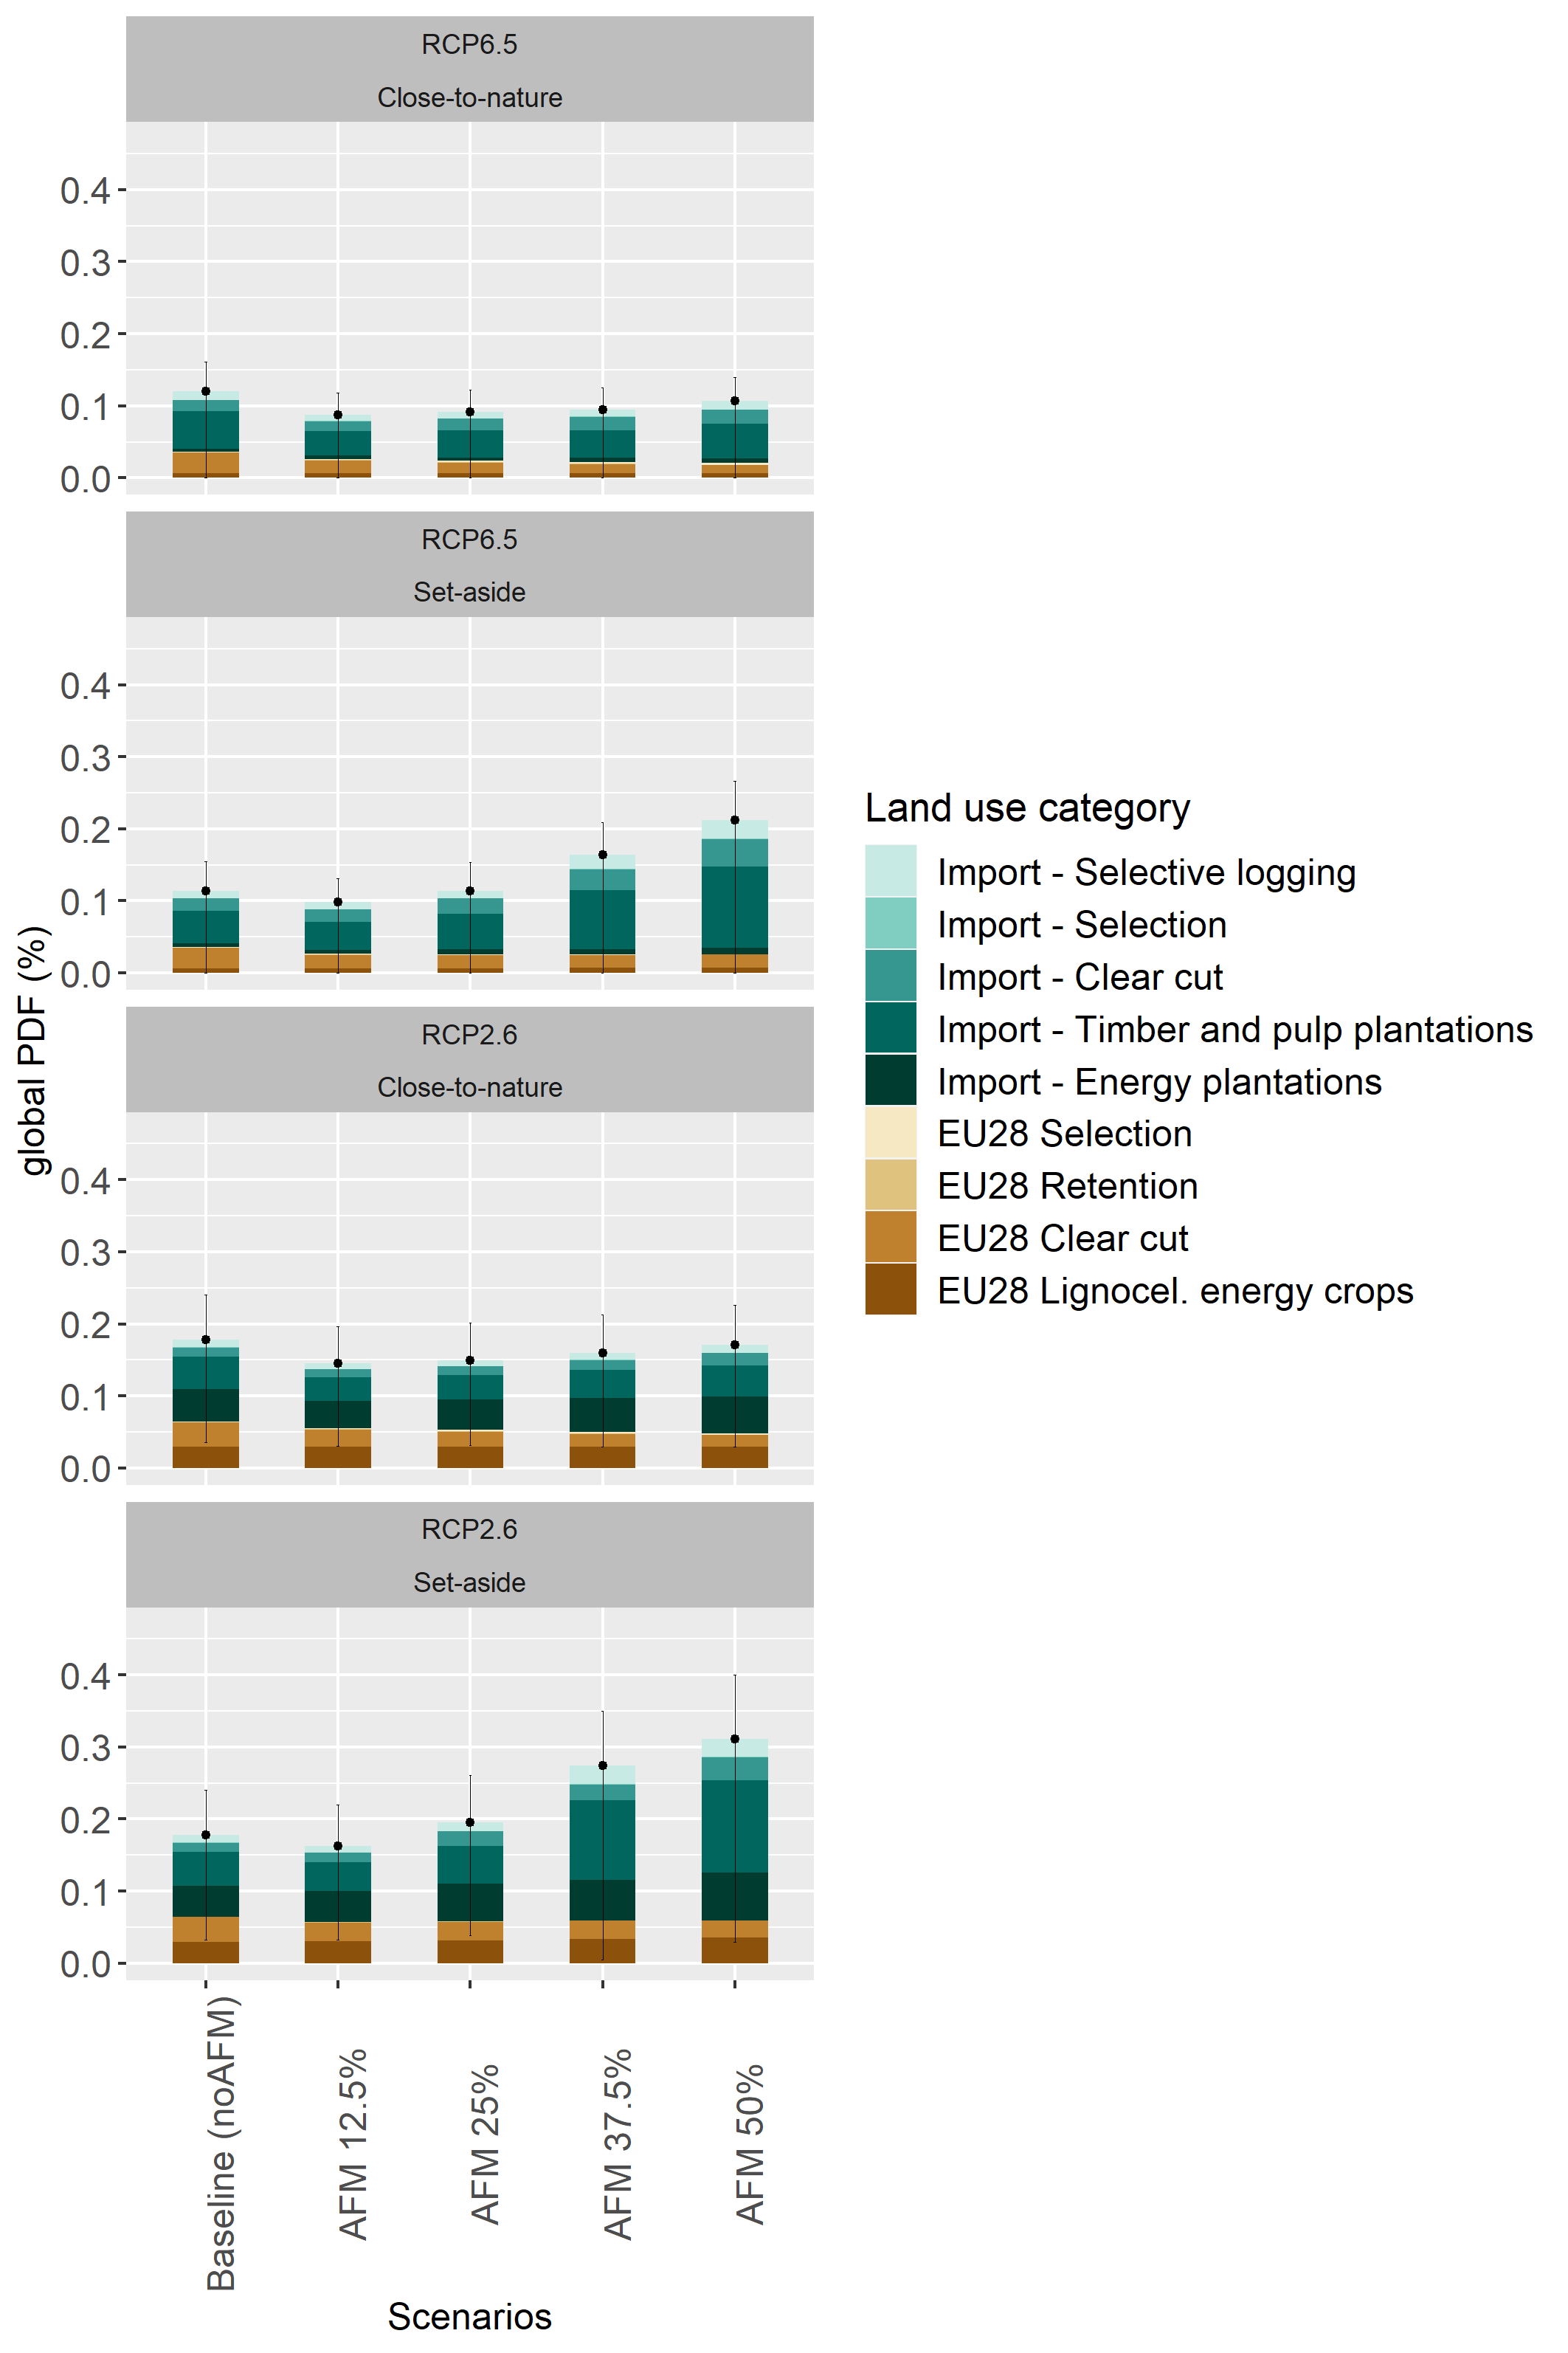 RCP6.5
Close-to-nature
0.4
0.3
0.2
0.1
0.0
RCP6.5
Set-aside
0.4
0.3
0.2
0.1
0.0
RCP2.6
Close-to-nature
0.4
0.3
0.2
0.1
0.0
RCP2.6
Set-aside
0.4
0.3
0.2
0.1
0.0
global PDF (%)
Baseline (noAFM)
AFM 12.5%
AFM 25%
AFM 37.5%
AFM 50%
Scenarios
Land use category
Import - Selective logging
Import - Selection
Import - Clear cut
Import - Timber and pulp plantations
Import - Energy plantations
EU28 Selection
EU28 Retention
EU28 Clear cut
EU28 Lignocel. energy crops